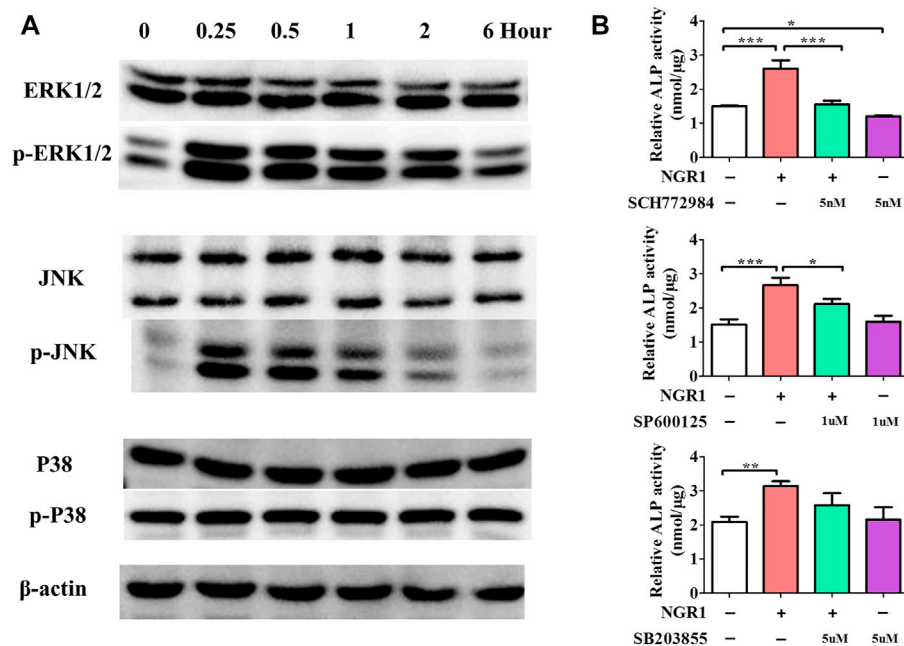 A
0 0.25 0.5 1 2 6 Hour
ERK1/2
p-ERK1/2
JNK
p-JNK
P38
p-P38
β-actin
B
Relative ALP activity
(nmol/μg)
4
3
2
1
0
*
*** ***
NGR1 – + + –
SCH772984 – – 5nM 5nM
Relative ALP activity
(nmol/μg)
4
3
2
1
0
*** *
NGR1 – + + –
SP600125 – – 1uM 1uM
Relative ALP activity
(nmol/μg)
4
3
2
1
0
**
NGR1 – + + –
SB203855 – – 5uM 5uM